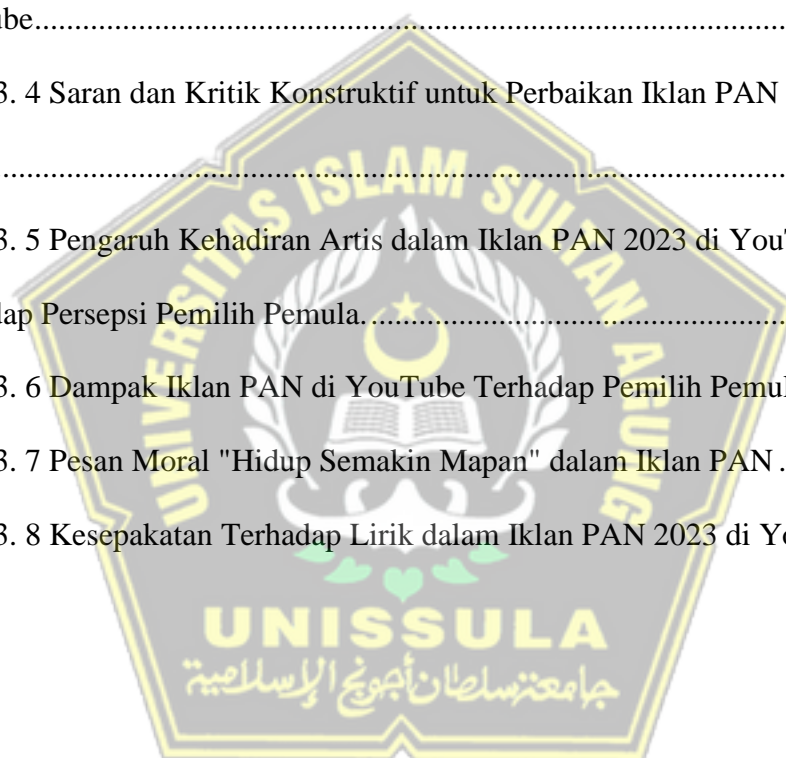 ube..........................................................................................
3. 4 Saran dan Kritik Konstruktif untuk Perbaikan Iklan PAN
..........................................................................................
3. 5 Pengaruh Kehadiran Artis dalam Iklan PAN 2023 di YouT
dap Persepsi Pemilih Pemula. .................................................
3. 6 Dampak Iklan PAN di YouTube Terhadap Pemilih Pemul
3. 7 Pesan Moral "Hidup Semakin Mapan" dalam Iklan PAN .
3. 8 Kesepakatan Terhadap Lirik dalam Iklan PAN 2023 di Yo
UNIVERSITAS ISLAM SULTAN AGUNG
UNISSULA
جامعة سلطان أجونج الإسلامية